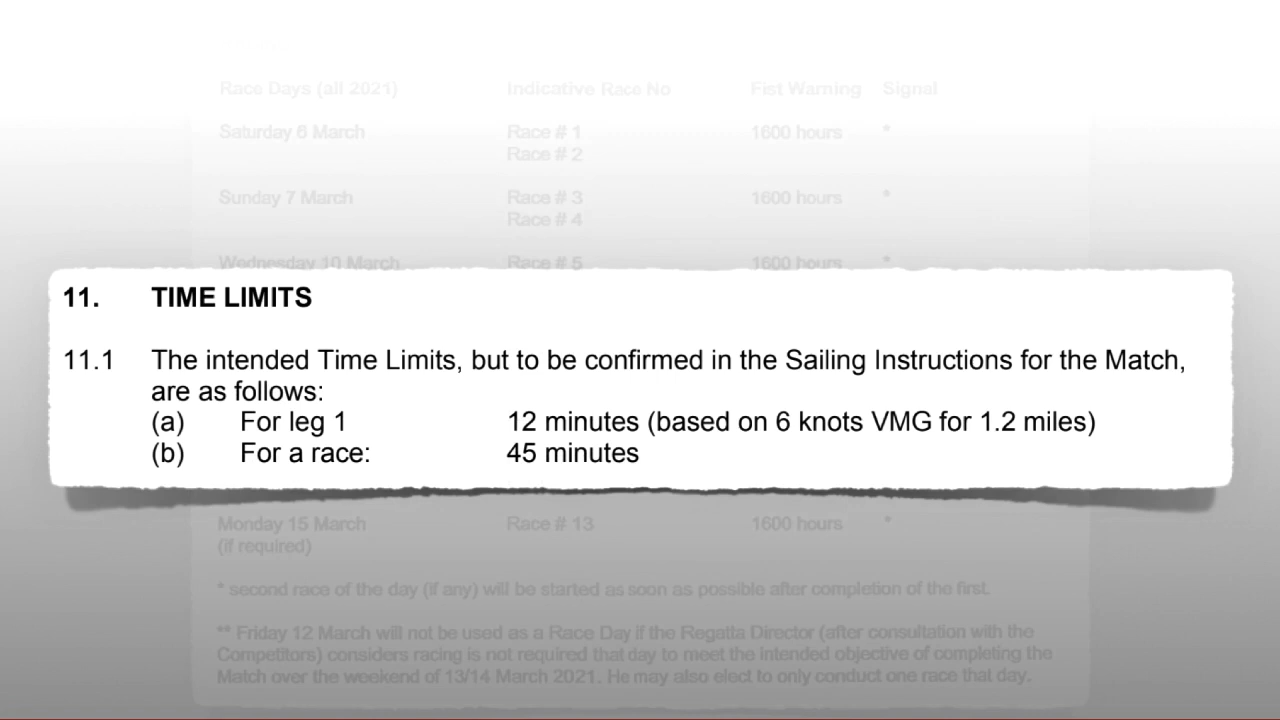 Race Days (all 2021) Indicative Race No Fist Warning Signal
Saturday 6 March Race # 1 1600 hours *
Race # 2
Sunday 7 March Race # 3 1600 hours *
Race # 4
Wednesday 10 March Race # 5 1600 hours *
11. TIME LIMITS
11.1 The intended Time Limits, but to be confirmed in the Sailing Instructions for the Match,
are as follows:
(a) For leg 1 12 minutes (based on 6 knots VMG for 1.2 miles)
(b) For a race: 45 minutes
Monday 15 March Race # 13 1600 hours *
(if required)
* second race of the day (if any) will be started as soon as possible after completion of the first.
** Friday 12 March will not be used as a Race Day if the Regatta Director (after consultation with the
Competitors) considers racing is not required that day to meet the intended objective of completing the
Match over the weekend of 13/14 March 2021. He may also elect to only conduct one race that day.